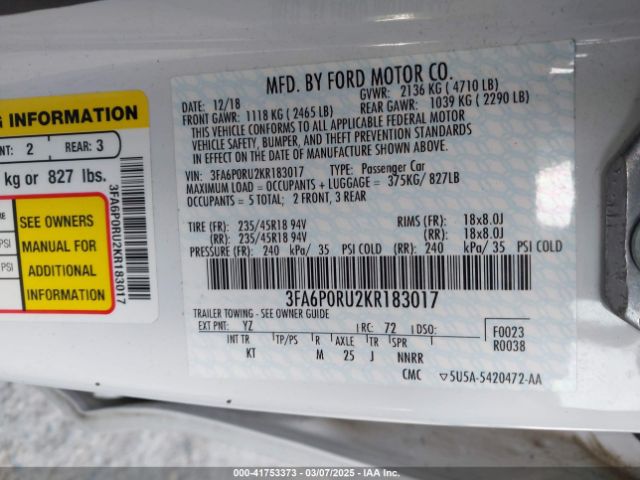 G INFORMATION
NT: 2 REAR: 3
kg or 827 lbs.
RE
PSI
PSI
SEE OWNERS
MANUAL FOR
ADDITIONAL
INFORMATION
3FA6P0RU2KR183017
MFD. BY FORD MOTOR CO.
12/18 GVWR: 2136 KG ( 4710 LB)
FRONT GAWR: 1118 KG ( 2465 LB) REAR GAWR: 1039 KG ( 2290 LB)
THIS VEHICLE CONFORMS TO ALL APPLICABLE FEDERAL MOTOR
VEHICLE SAFETY, BUMPER, AND THEFT PREVENTION STANDARDS
IN EFFECT ON THE DATE OF MANUFACTURE SHOWN ABOVE.
VIN: 3FA6P0RU2KR183017 TYPE: Passenger Car
MAXIMUM LOAD = OCCUPANTS + LUGGAGE = 375KG/ 827LB
OCCUPANTS = 5 TOTAL; 2 FRONT, 3 REAR
TIRE (FR): 235/45R18 94V RIMS (FR): 18x8.0J
(RR): 235/45R18 94V (RR): 18x8.0J
PRESSURE (FR): 240 kPa/ 35 PSI COLD (RR): 240 kPa/ 35 PSI COLD
3FA6P0RU2KR183017
TRAILER TOWING - SEE OWNER GUIDE
EXT PNT: YZ RC: 72 DSO: F0023
INT TR TP/PS R AXLE TR SPR R0038
KT M 25 J NNRR
CMC ▽5U5A-5420472-AA
000-41753373 - 03/07/2025 - IAA Inc.